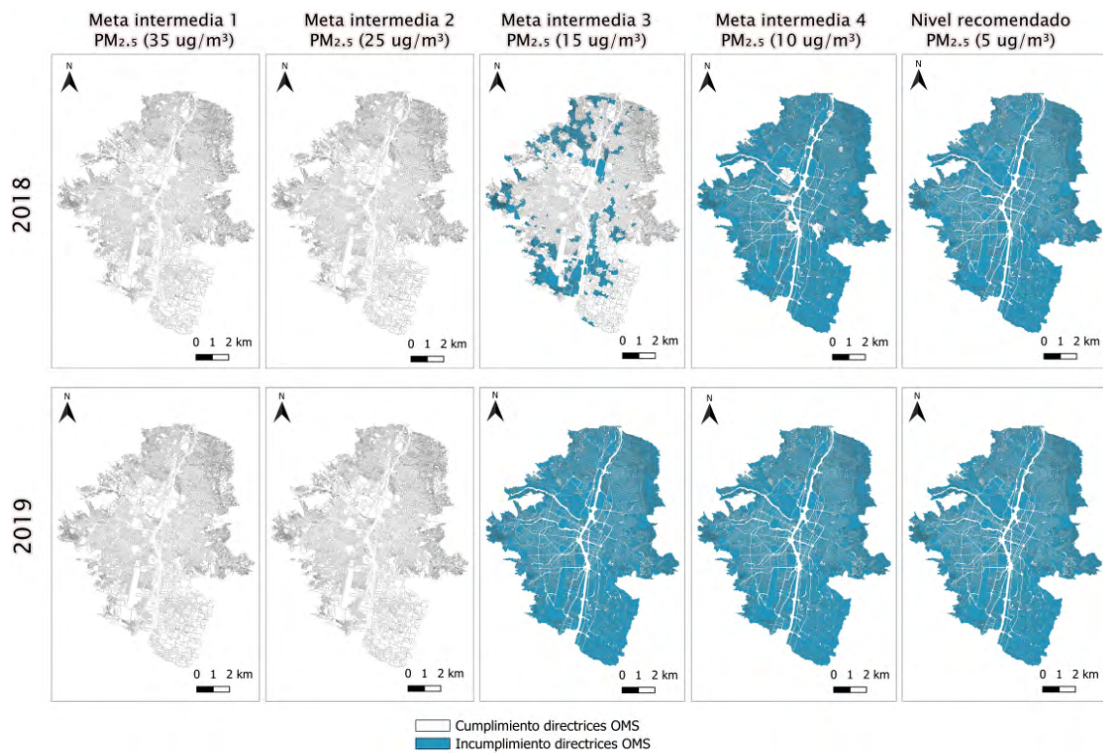 Meta intermedia 1
PM₂.₅ (35 ug/m³)
Meta intermedia 2
PM₂.₅ (25 ug/m³)
Meta intermedia 3
PM₂.₅ (15 ug/m³)
Meta intermedia 4
PM₂.₅ (10 ug/m³)
Nivel recomendado
PM₂.₅ (5 ug/m³)
2018
N
0 1 2 km
N
0 1 2 km
N
0 1 2 km
N
0 1 2 km
N
0 1 2 km
2019
N
0 1 2 km
N
0 1 2 km
N
0 1 2 km
N
0 1 2 km
N
0 1 2 km
Cumplimiento directrices OMS
Incumplimiento directrices OMS